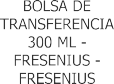 BOLSA DE
TRANSFERENCIA
300 ML -
FRESENIUS -
FRESENIUS